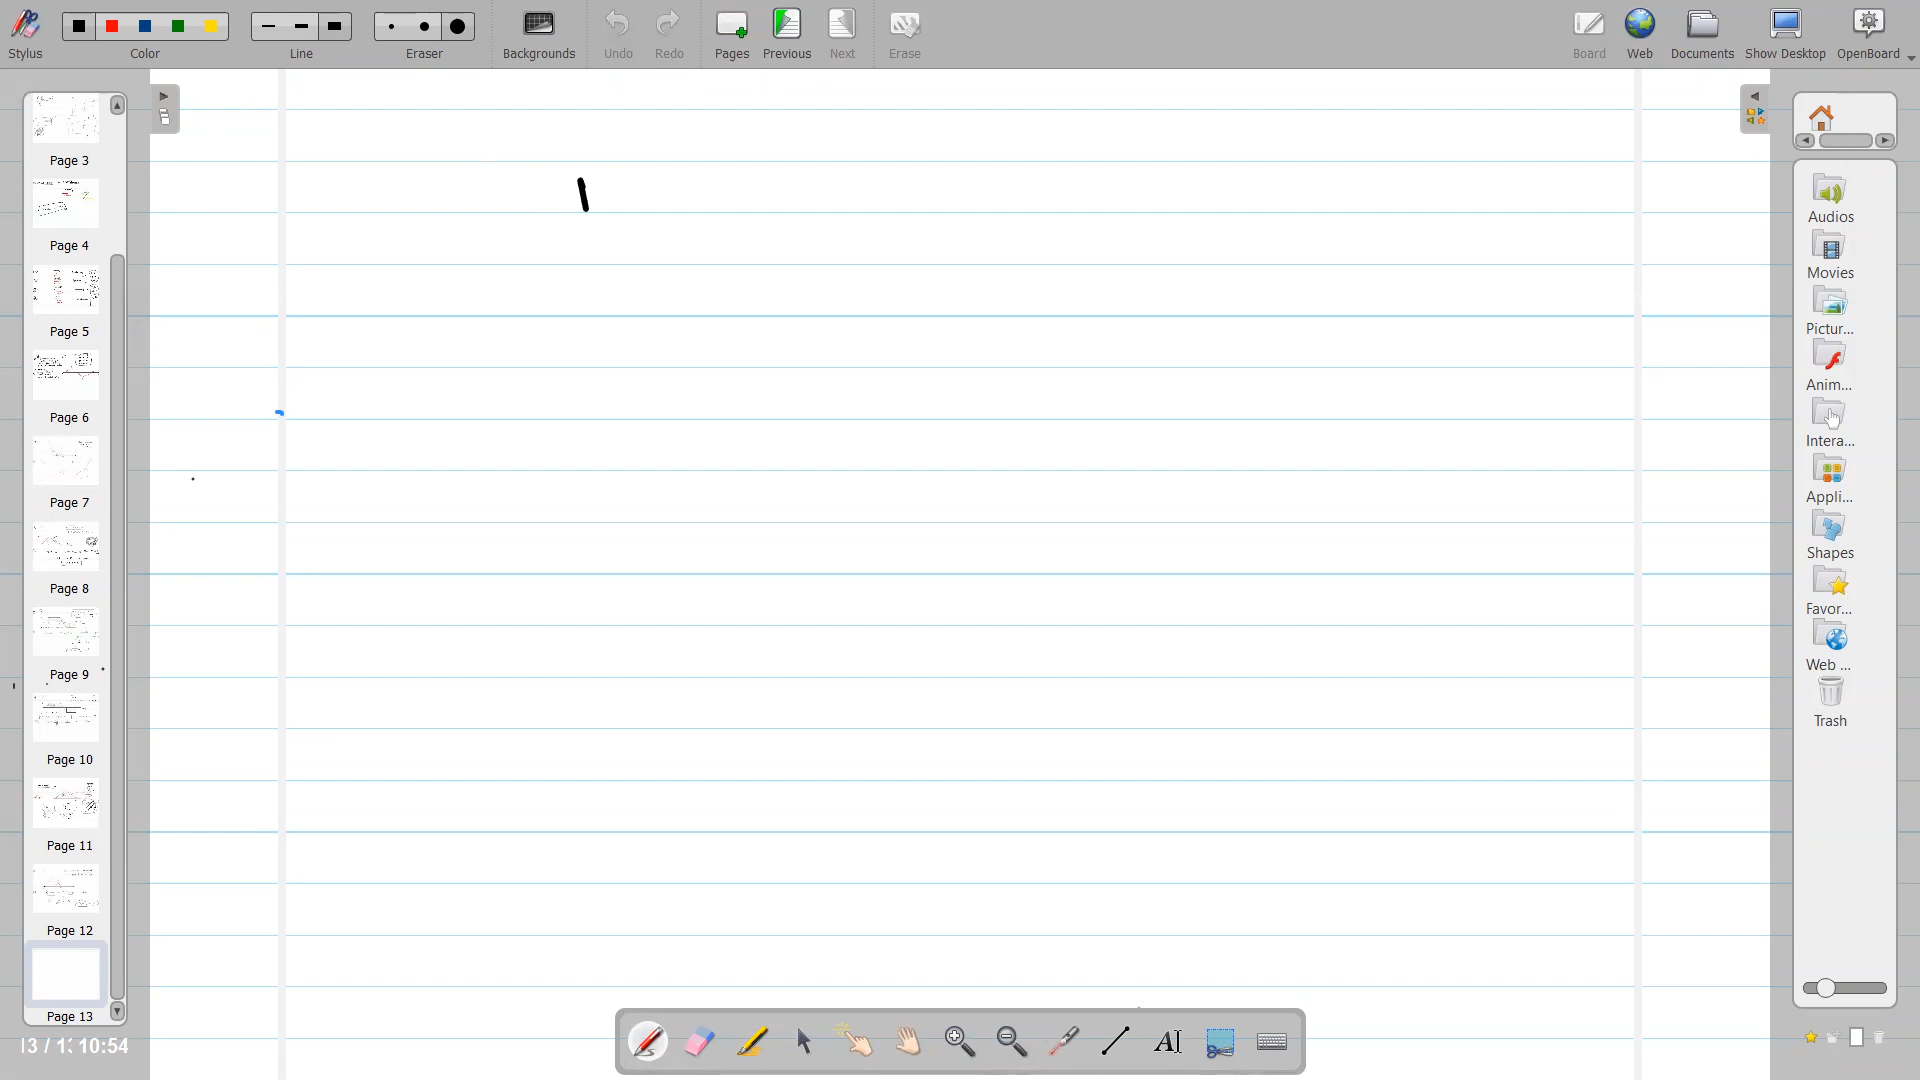 Stylus
Color
Line
Eraser
Backgrounds
Undo
Redo
Pages
Previous
Next
Erase
Board
Web
Documents
Show Desktop
OpenBoard
Page 3
Page 4
Page 5
Page 6
Page 7
Page 8
Page 9
Page 10
Page 11
Page 12
Page 13
10:54
Audios
Movies
Pictur...
Anim...
Intera...
Appli...
Shapes
Favor...
Web ...
Trash